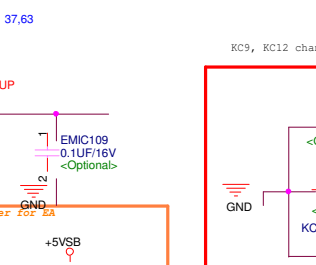 37,63
KC9, KC12 chan
UP
1
EMIC109
0.1UF/16V
<Optional>
2
GND
GND
er for EA
+5VSB
KC